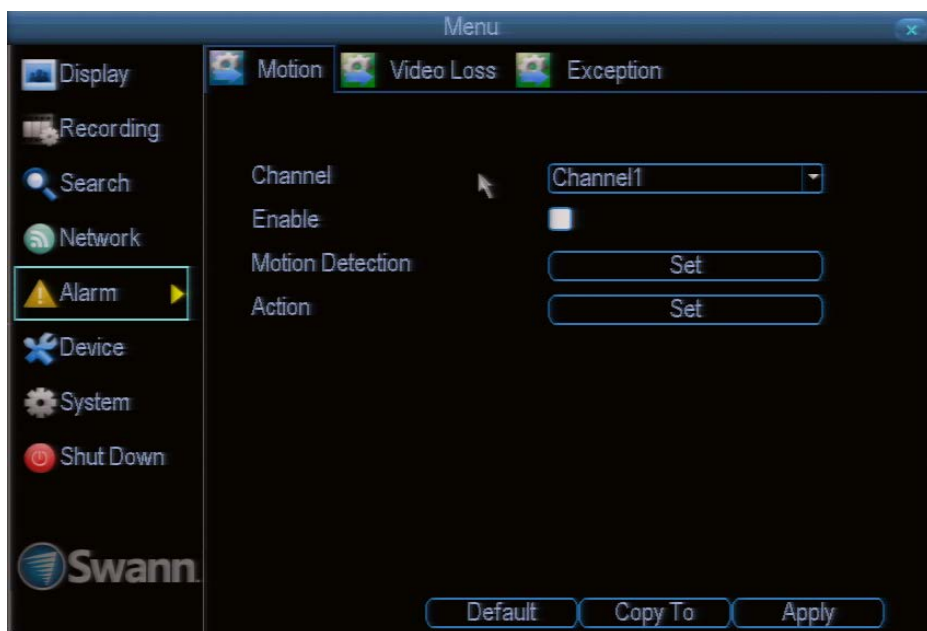 Menu
Display
Recording
Search
Network
Alarm
Device
System
Shut Down
Swann
Motion Video Loss Exception
Channel Channel1
Enable
Motion Detection Set
Action Set
Default Copy To Apply